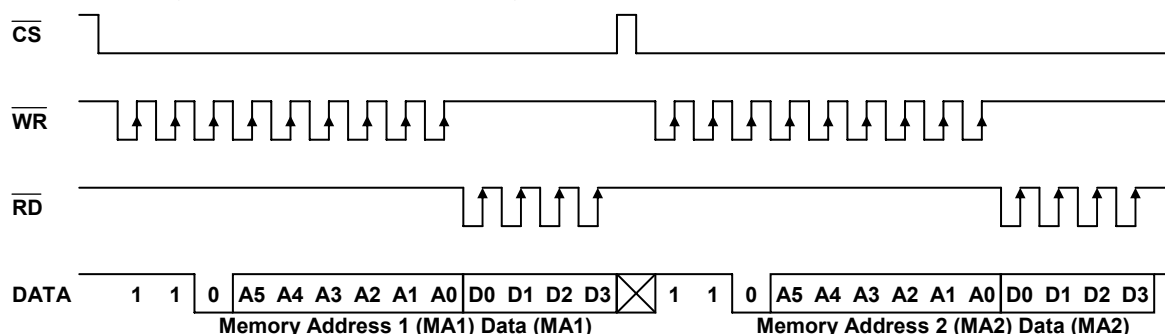 CS
WR
RD
DATA 1 1 0 A5 A4 A3 A2 A1 A0 D0 D1 D2 D3 1 1 0 A5 A4 A3 A2 A1 A0 D0 D1 D2 D3
Memory Address 1 (MA1) Data (MA1) Memory Address 2 (MA2) Data (MA2)